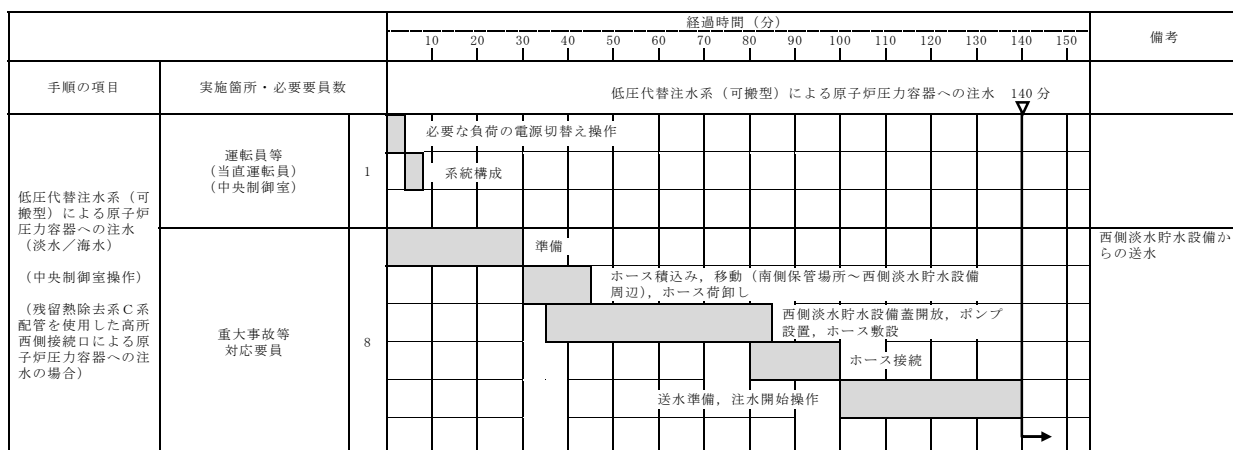 経過時間（分）
備考
10 20 30 40 50 60 70 80 90 100 110 120 130 140 150
手順の項目
実施箇所・必要要員数
低圧代替注水系（可搬型）による原子炉圧力容器への注水 140 分
低圧代替注水系（可
搬型）による原子炉
圧力容器への注水
（淡水／海水）
（中央制御室操作）
（残留熱除去系Ｃ系
配管を使用した高所
西側接続口による原
子炉圧力容器への注
水の場合）
運転員等
（当直運転員）
（中央制御室）
1
必要な負荷の電源切替え操作
系統構成
重大事故等
対応要員
8
準備
ホース積込み，移動（南側保管場所～西側淡水貯水設備
周辺），ホース荷卸し
西側淡水貯水設備蓋開放，ポンプ
設置，ホース敷設
ホース接続
送水準備，注水開始操作
西側淡水貯水設備か
らの送水